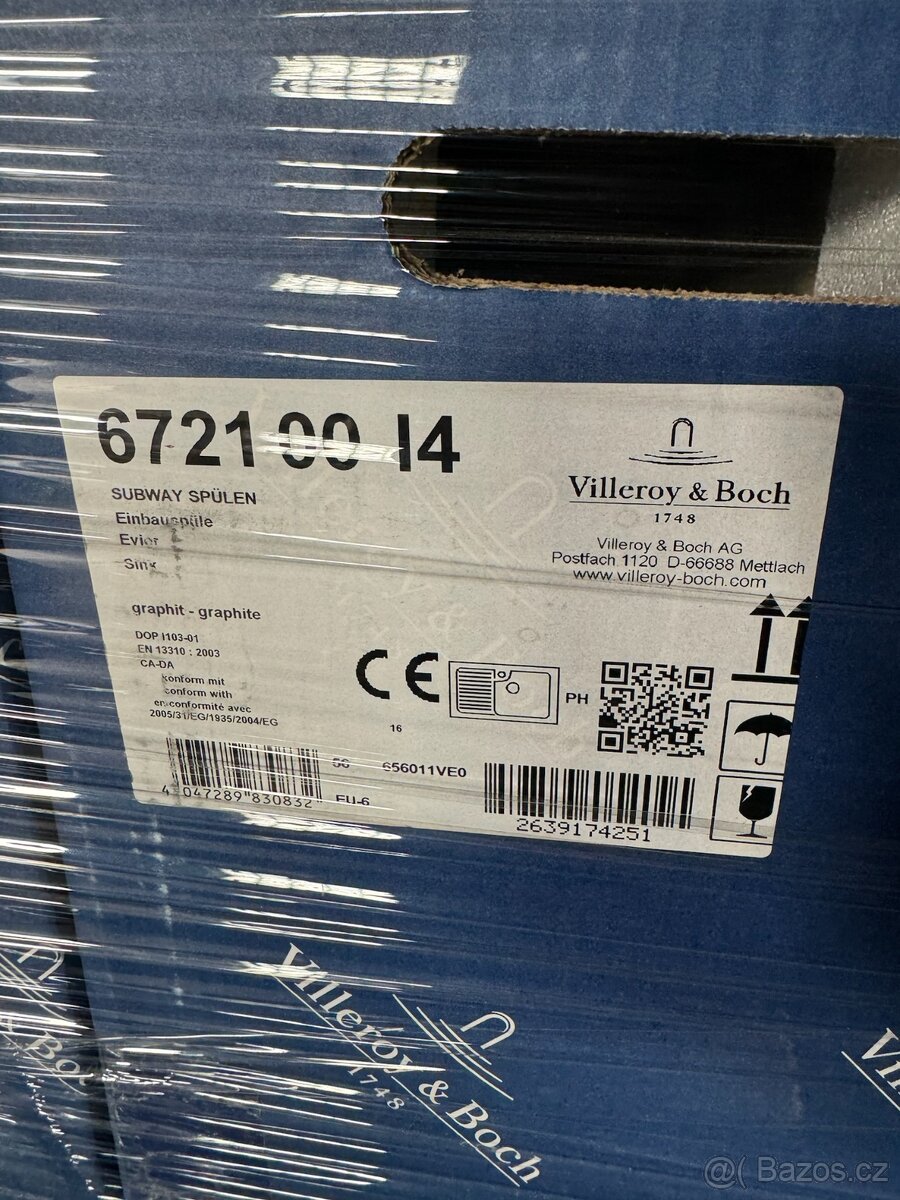 6721 00 I4
SUBWAY SPÜLEN
Einbauspüle
Evier
Sink
graphit - graphite
DOP I103-01
EN 13310 : 2003
CA-DA
konform mit
conform with
en conformité avec
2005/31/EG/1935/2004/EG
Villeroy & Boch
1748
Villeroy & Boch AG
Postfach 1120 D-66688 Mettlach
www.villeroy-boch.com
CE
16
PH
656011VE0
4 047289 830832
EU-6
2639174251
Villeroy & Boch
1748
& Boch
Bazos.cz